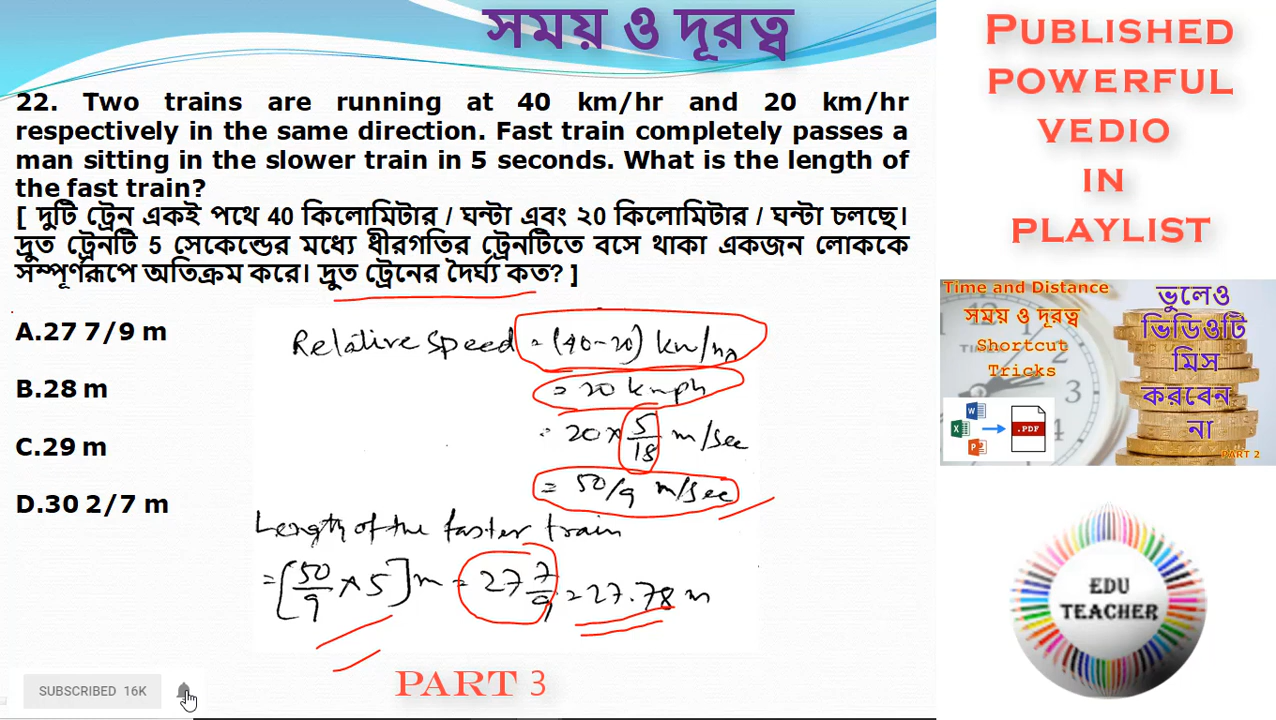 সময় ও দূরত্ব
22. Two trains are running at 40 km/hr and 20 km/hr
respectively in the same direction. Fast train completely passes a
man sitting in the slower train in 5 seconds. What is the length of
the fast train?
[ দুটি ট্রেন একই পথে 40 কিলোমিটার / ঘন্টা এবং ২0 কিলোমিটার / ঘন্টা চলছে।
দ্রুত ট্রেনটি 5 সেকেন্ডের মধ্যে ধীরগতির ট্রেনটিতে বসে থাকা একজন লোককে
সম্পূর্ণরূপে অতিক্রম করে। দ্রুত ট্রেনের দৈর্ঘ্য কত? ]
A.27 7/9 m
B.28 m
C.29 m
D.30 2/7 m
Relative Speed = (40-20) km/hr
= 20 kmph
= 20 × 5/18 m/sec
= 50/9 m/sec
Length of the faster train
= [50/9 × 5] m = 27 7/9 = 27.78 m
PART 3
SUBSCRIBED 16K
PUBLISHED
POWERFUL
VEDIO
IN
PLAYLIST
Time and Distance
সময় ও দূরত্ব
Shortcut
Tricks
ভুলেও
ভিডিওটি
মিস
করবেন
না
W
X
P
.PDF
PART 2
EDU
TEACHER